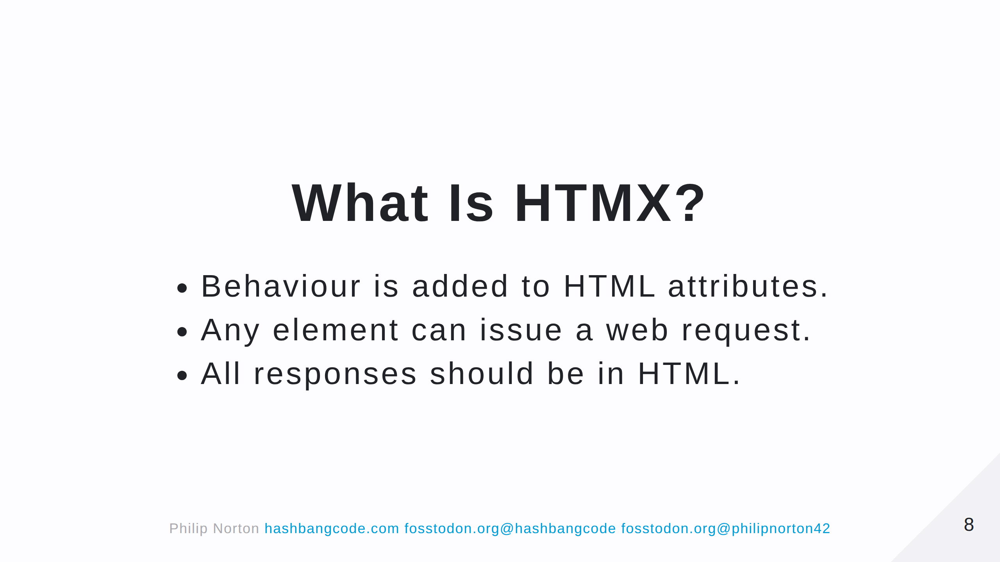 What Is HTMX?
• Behaviour is added to HTML attributes.
• Any element can issue a web request.
• All responses should be in HTML.
Philip Norton hashbangcode.com fosstodon.org@hashbangcode fosstodon.org@philipnorton42
8